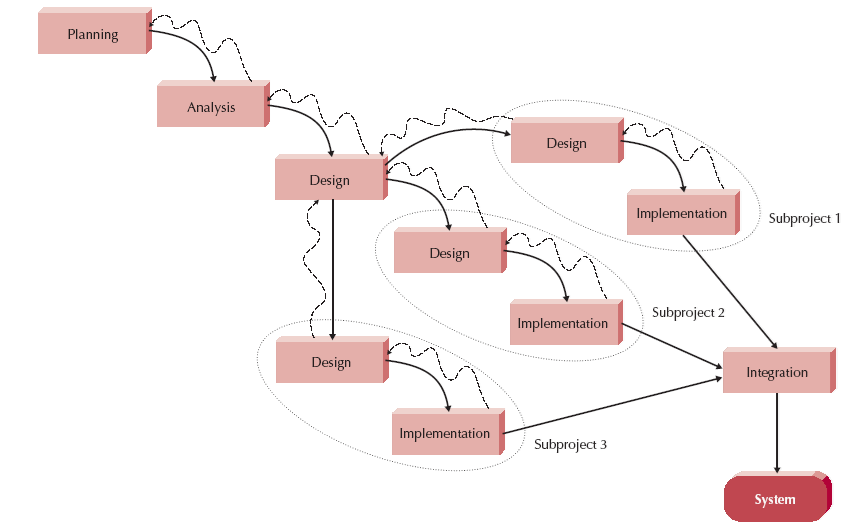 Planning
Analysis
Design
Design
Implementation
Subproject 1
Design
Implementation
Subproject 2
Design
Implementation
Subproject 3
Integration
System